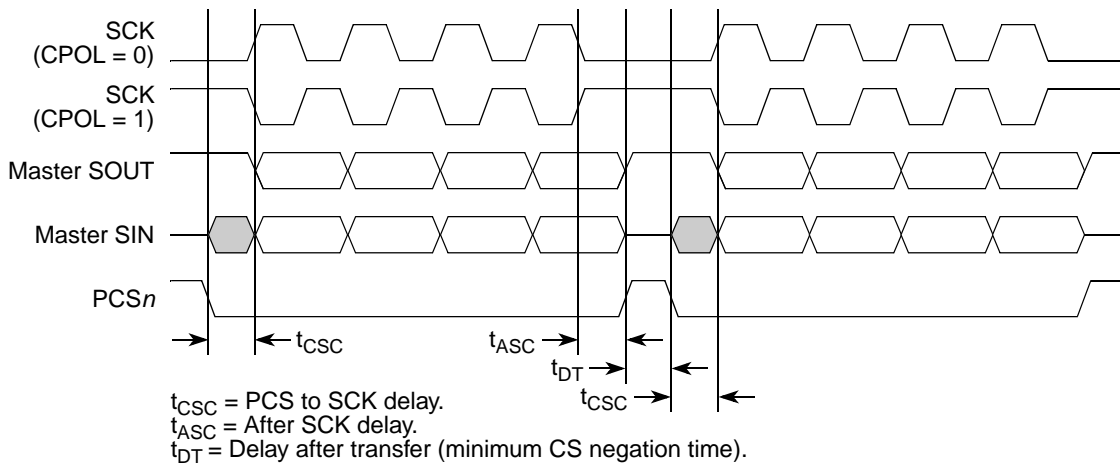 SCK
(CPOL = 0)
SCK
(CPOL = 1)
Master SOUT
Master SIN
PCSn
tCSC
tASC
tDT
tCSC
tCSC = PCS to SCK delay.
tASC = After SCK delay.
tDT = Delay after transfer (minimum CS negation time).